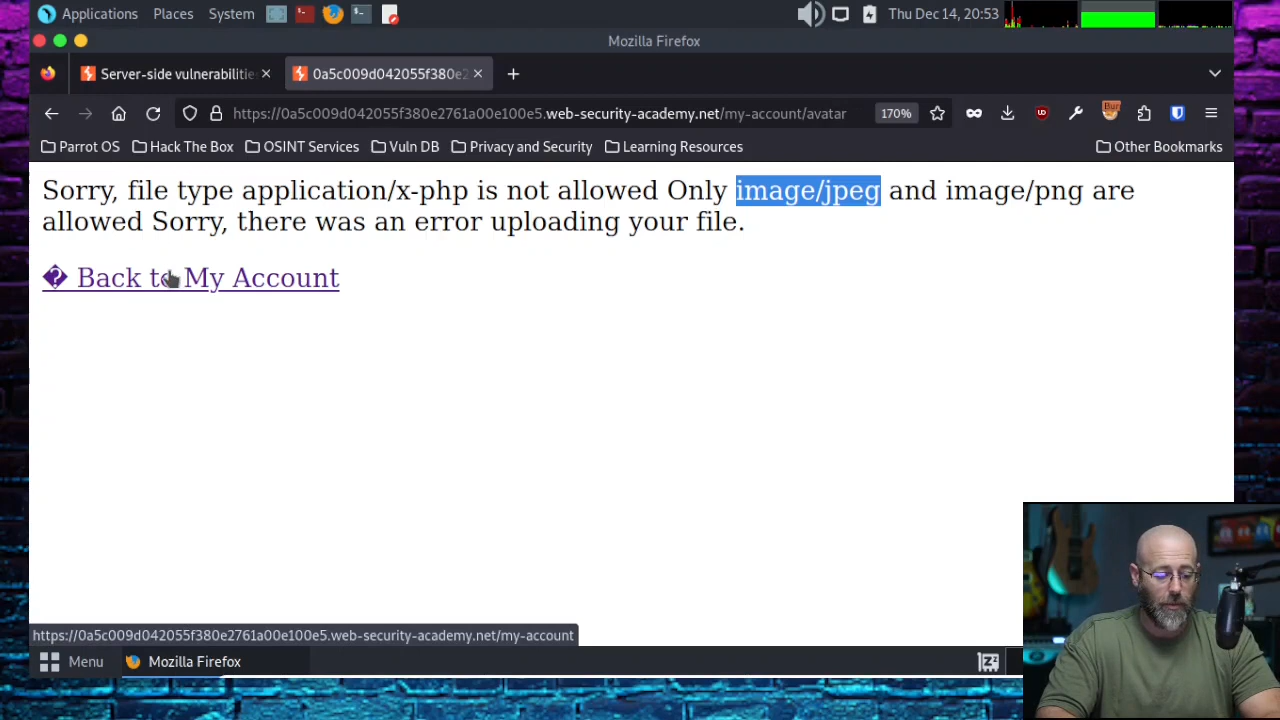 Applications Places System Thu Dec 14, 20:53
Mozilla Firefox
Server-side vulnerabilitie 0a5c009d042055f380e2
https://0a5c009d042055f380e2761a00e100e5.web-security-academy.net/my-account/avatar 170%
Parrot OS Hack The Box OSINT Services Vuln DB Privacy and Security Learning Resources Other Bookmarks
Sorry, file type application/x-php is not allowed Only image/jpeg and image/png are
allowed Sorry, there was an error uploading your file.
� Back to My Account
https://0a5c009d042055f380e2761a00e100e5.web-security-academy.net/my-account
Menu Mozilla Firefox